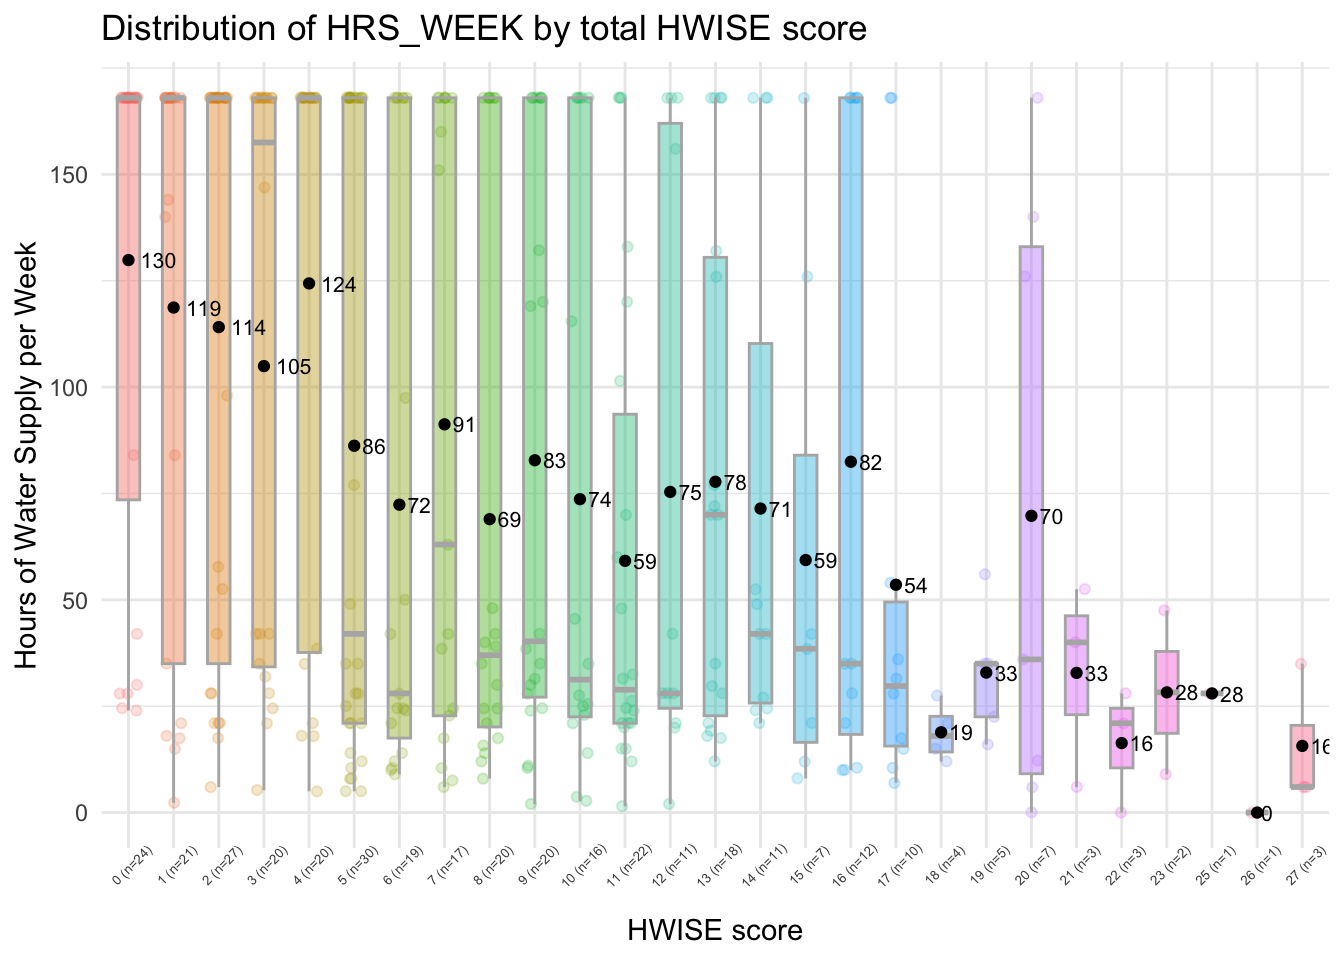 Distribution of HRS_WEEK by total HWISE score
Hours of Water Supply per Week
150
100
50
0
130
119
114
105
124
86
72
91
69
83
74
59
75
78
71
59
82
54
19
33
70
33
16
28
28
0
16
0 (n=24)
1 (n=21)
2 (n=27)
3 (n=20)
4 (n=20)
5 (n=30)
6 (n=19)
7 (n=17)
8 (n=20)
9 (n=20)
10 (n=16)
11 (n=22)
12 (n=11)
13 (n=18)
14 (n=11)
15 (n=7)
16 (n=12)
17 (n=10)
18 (n=4)
19 (n=5)
20 (n=7)
21 (n=3)
22 (n=3)
23 (n=2)
25 (n=1)
26 (n=1)
27 (n=3)
HWISE score